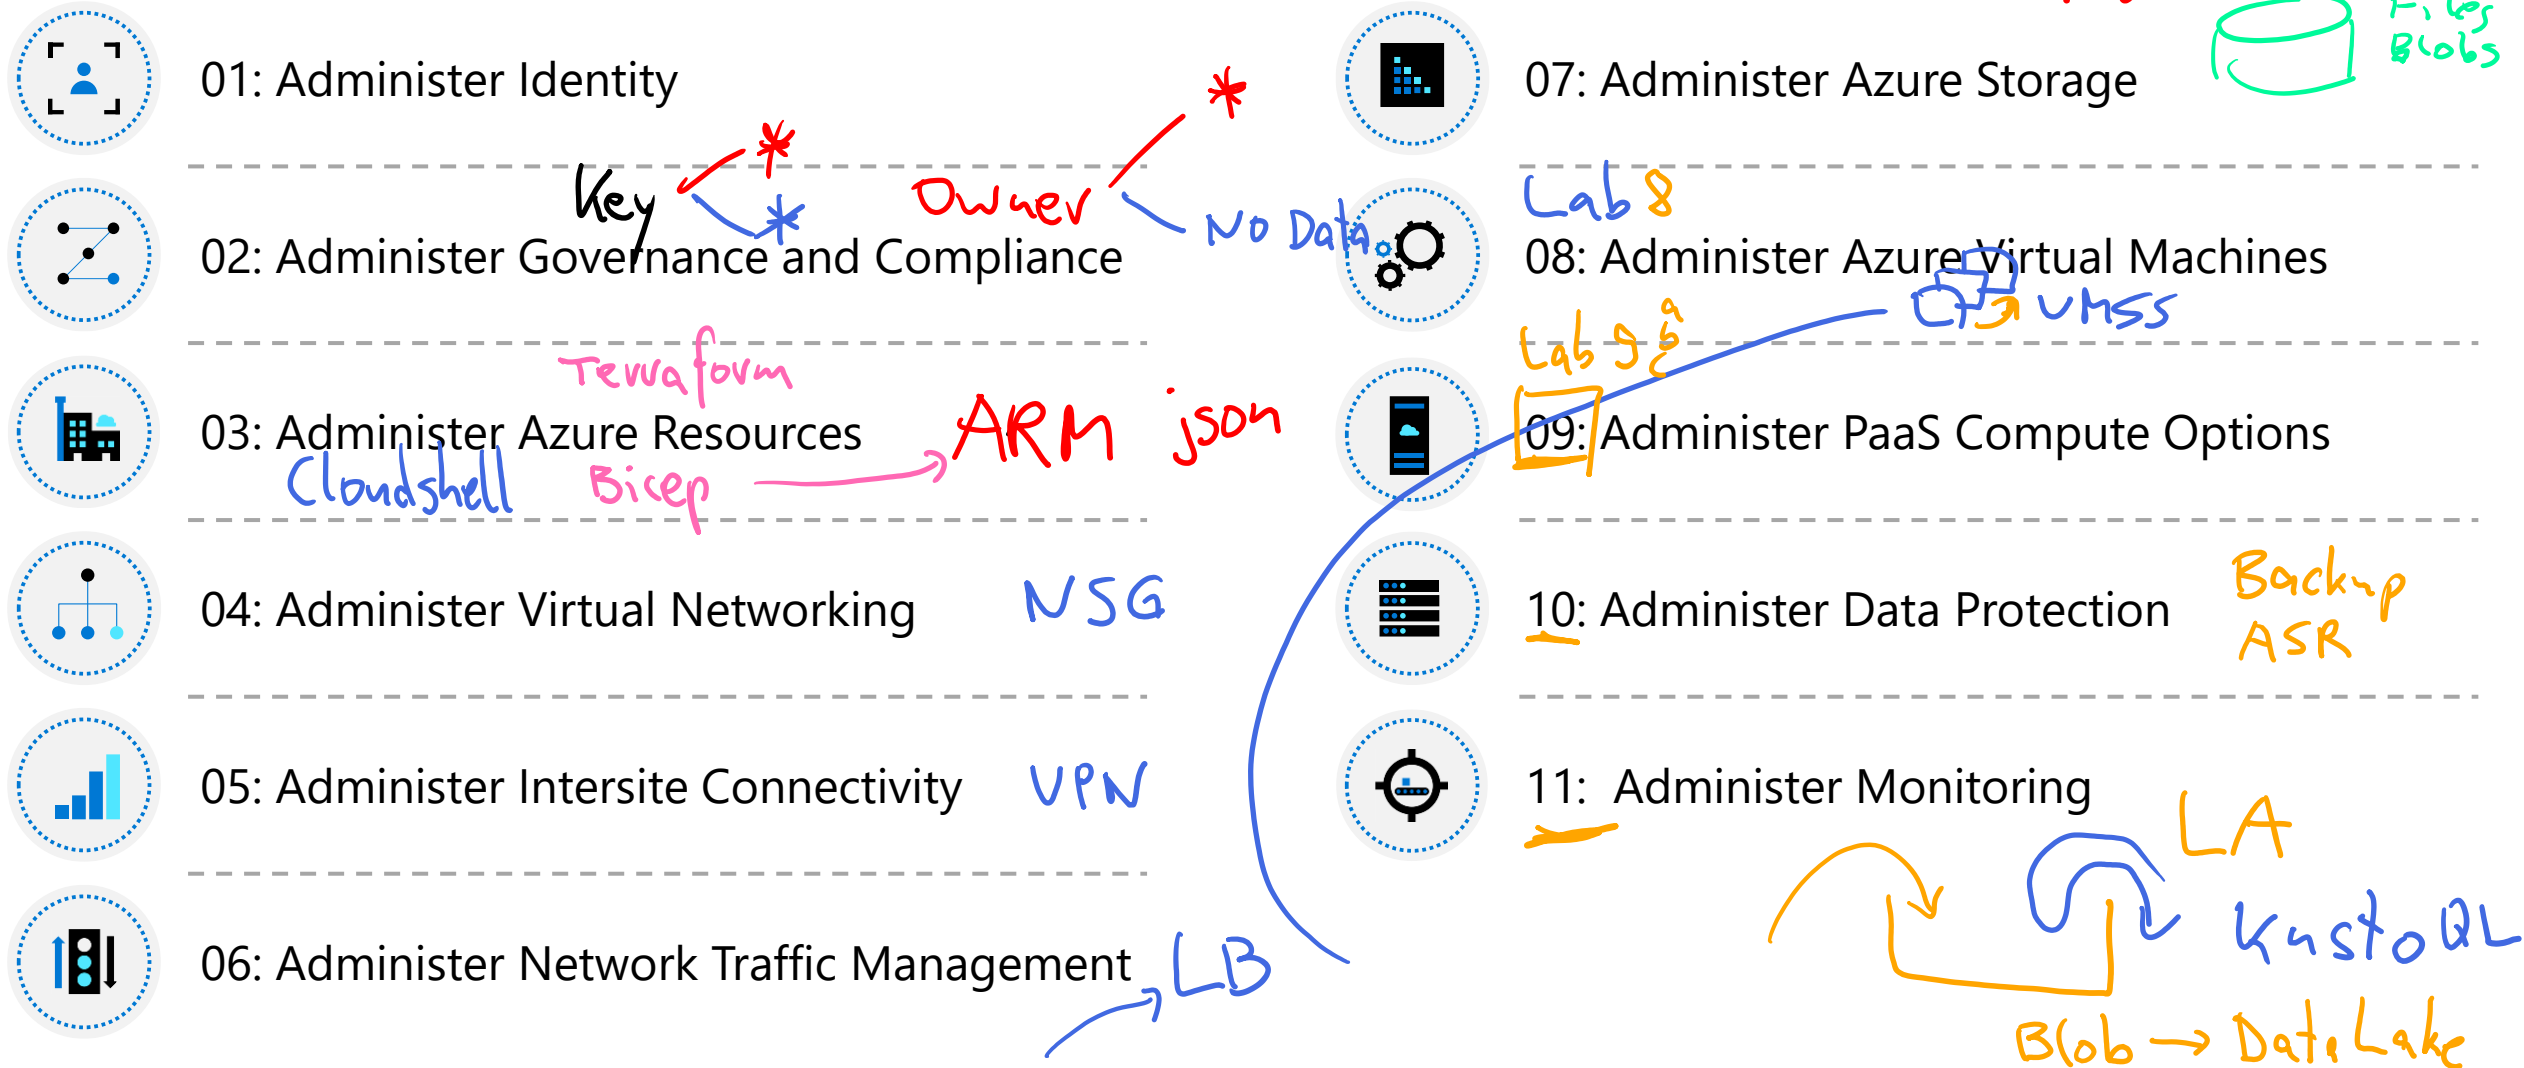 01: Administer Identity
Key
Owner
No Data
02: Administer Governance and Compliance
Terraform
03: Administer Azure Resources
ARM json
Cloudshell
Bicep
04: Administer Virtual Networking
NSG
05: Administer Intersite Connectivity
VPN
06: Administer Network Traffic Management
LB
Files
Blobs
07: Administer Azure Storage
Lab 8
08: Administer Azure Virtual Machines
VMSS
Lab 9 a
b
c
09: Administer PaaS Compute Options
10: Administer Data Protection
Backup
ASR
11: Administer Monitoring
LA
KustoQL
Blob → Data Lake